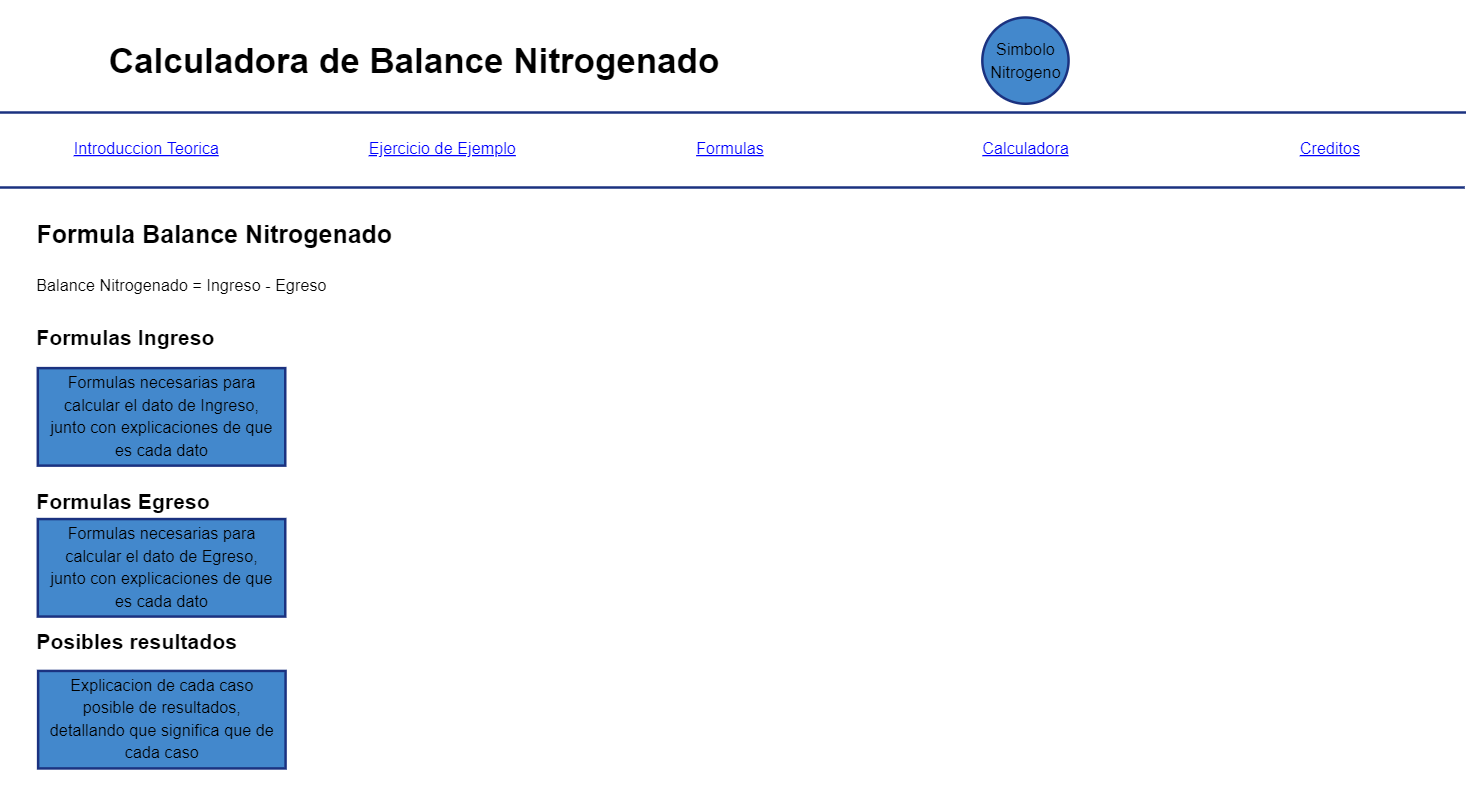 Calculadora de Balance Nitrogenado
Simbolo
Nitrogeno
Introduccion Teorica
Ejercicio de Ejemplo
Formulas
Calculadora
Creditos
Formula Balance Nitrogenado
Balance Nitrogenado = Ingreso - Egreso
Formulas Ingreso
Formulas necesarias para
calcular el dato de Ingreso,
junto con explicaciones de que
es cada dato
Formulas Egreso
Formulas necesarias para
calcular el dato de Egreso,
junto con explicaciones de que
es cada dato
Posibles resultados
Explicacion de cada caso
posible de resultados,
detallando que significa que de
cada caso